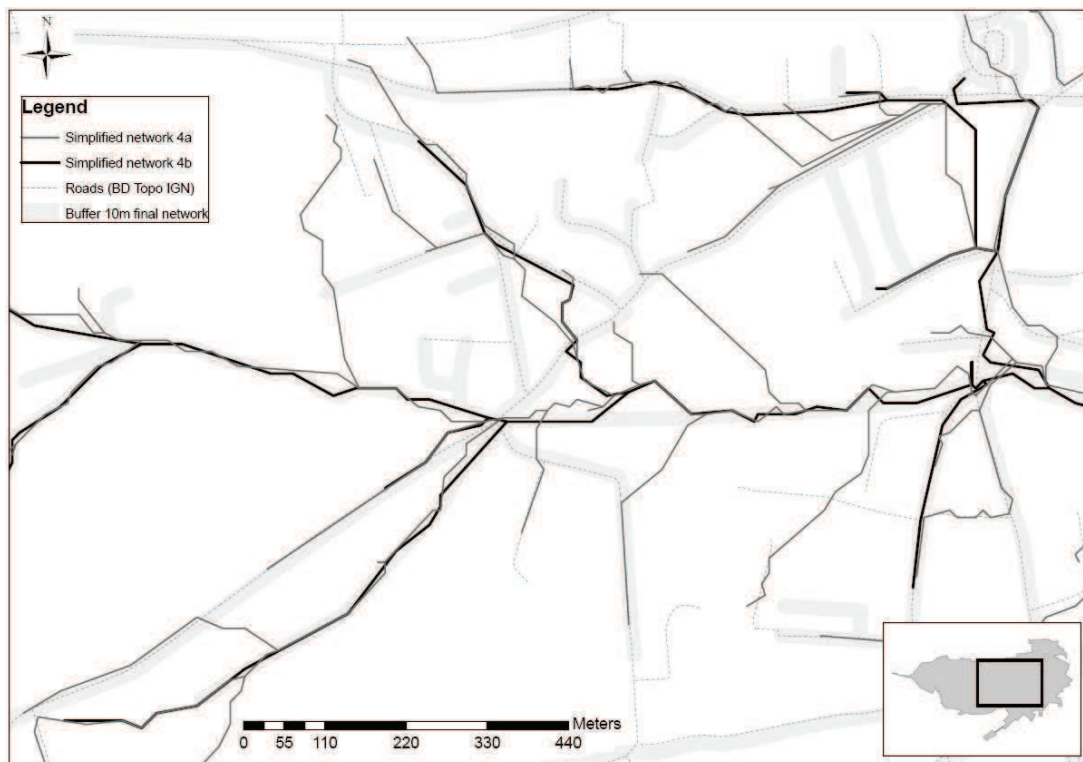 N
Legend
Simplified network 4a
Simplified network 4b
Roads (BD Topo IGN)
Buffer 10m final network
Meters
0 55 110 220 330 440